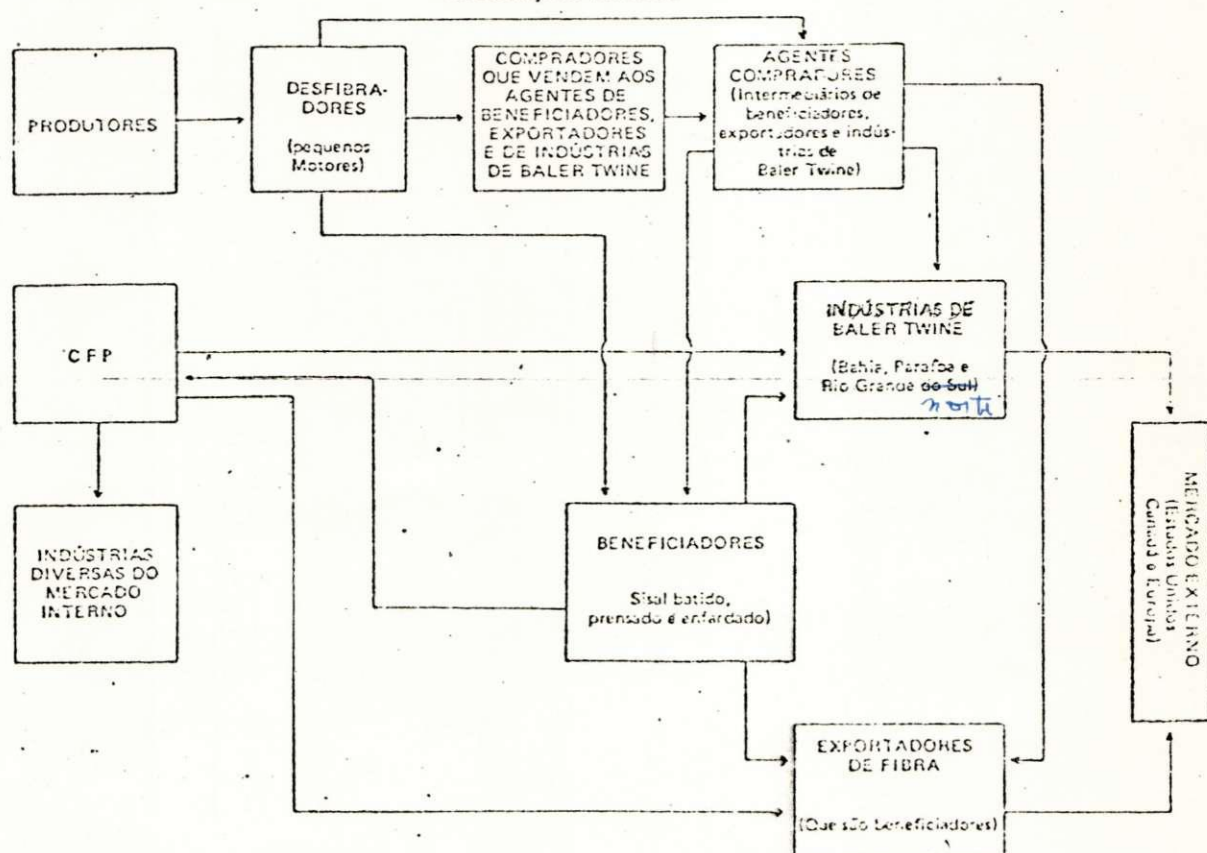 PRODUTORES
DESFIBRA-
DORES
(pequenos
Motores)
COMPRADORES
QUE VENDEM AOS
AGENTES DE
BENEFICIADORES,
EXPORTADORES
E DE INDÚSTRIAS
DE BALER TWINE
AGENTES
COMPRADORES
(Intermediários de
beneficiadores,
exportadores e indús-
trias de
Baler Twine)
CFP
INDÚSTRIAS DE
BALER TWINE
(Bahia, Paraíba e
Rio Grande do Sul)
norte
INDÚSTRIAS
DIVERSAS DO
MERCADO
INTERNO
BENEFICIADORES
Sisal batido,
prensado e enfardado)
MERCADO EXTERNO
(Estados Unidos
Canadá e Europa)
EXPORTADORES
DE FIBRA
(Que são beneficiadores)